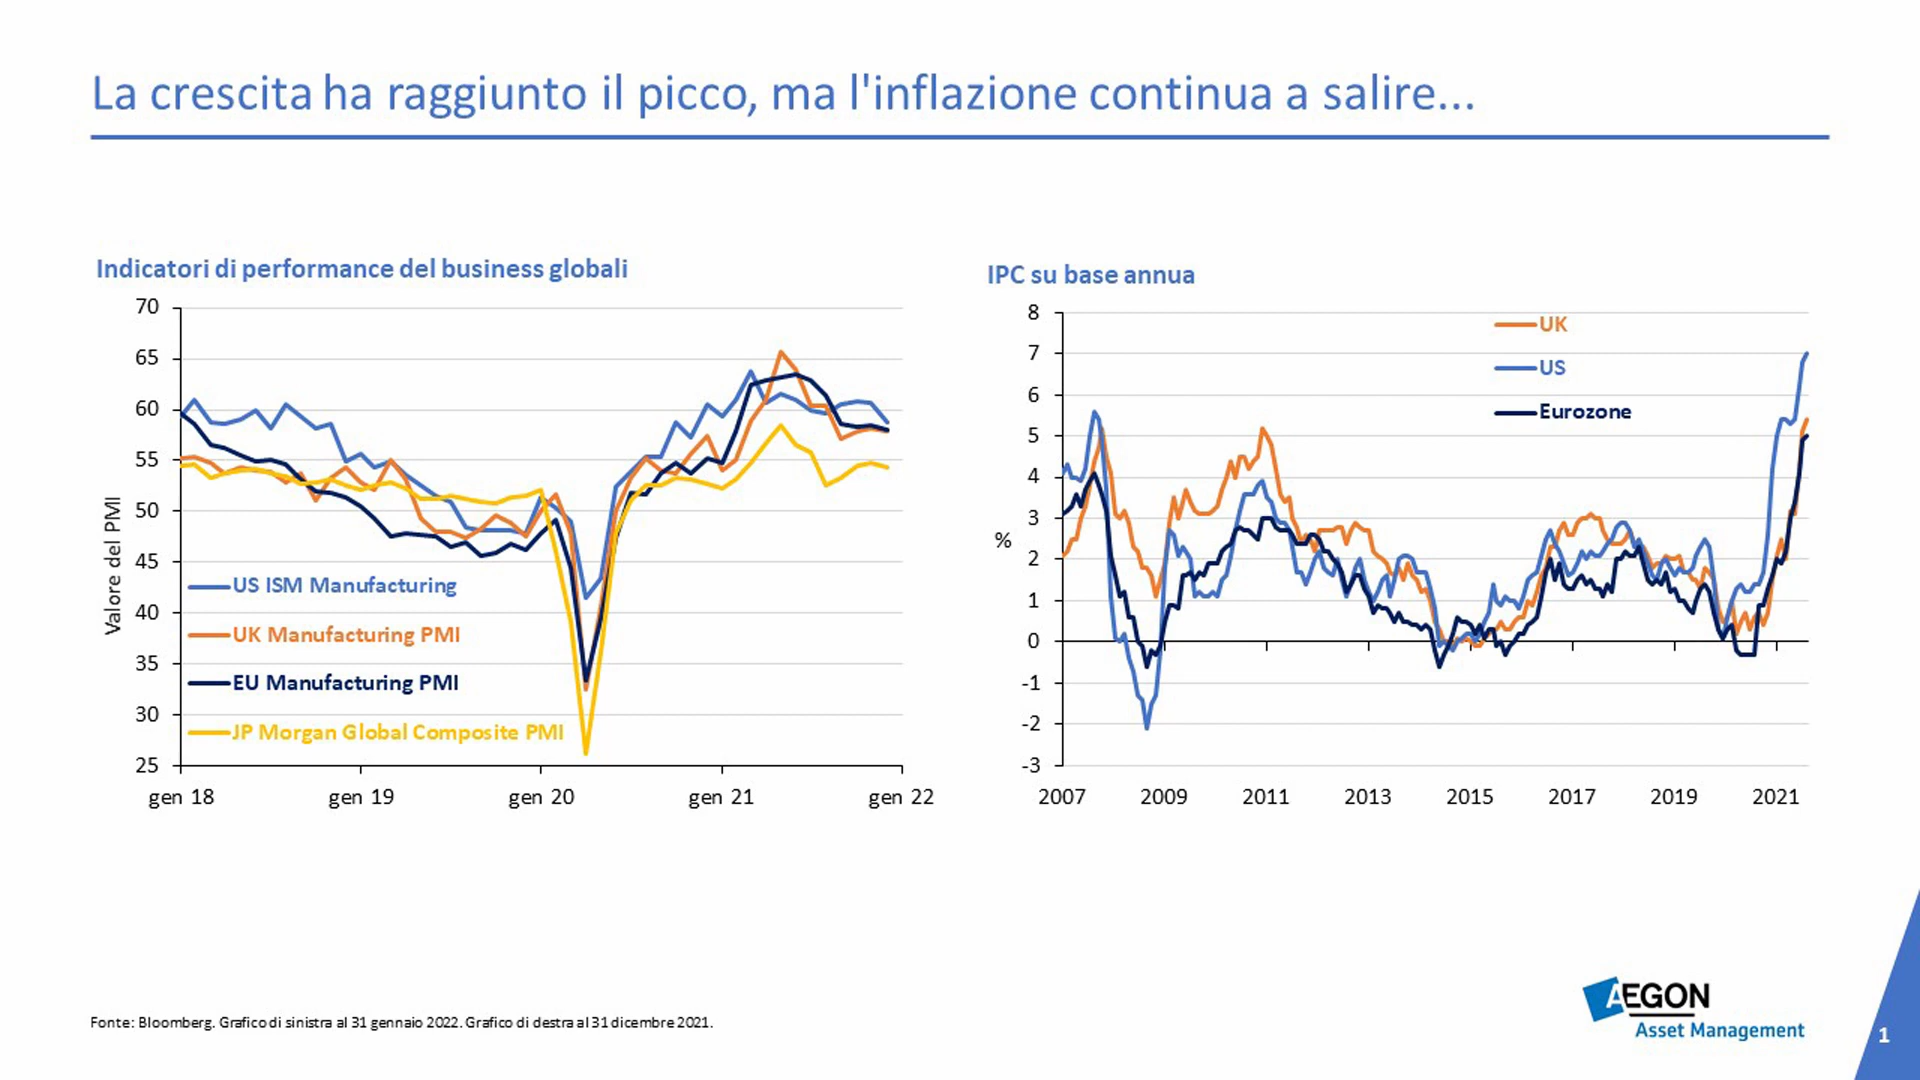 La crescita ha raggiunto il picco, ma l'inflazione continua a salire...
Indicatori di performance del business globali
70
65
60
55
50
45
40
35
30
25
Valore del PMI
US ISM Manufacturing
UK Manufacturing PMI
EU Manufacturing PMI
JP Morgan Global Composite PMI
gen 18
gen 19
gen 20
gen 21
gen 22
IPC su base annua
8
7
6
5
4
3
2
1
0
-1
-2
-3
%
UK
US
Eurozone
2007
2009
2011
2013
2015
2017
2019
2021
Fonte: Bloomberg. Grafico di sinistra al 31 gennaio 2022. Grafico di destra al 31 dicembre 2021.
AEGON
Asset Management
1